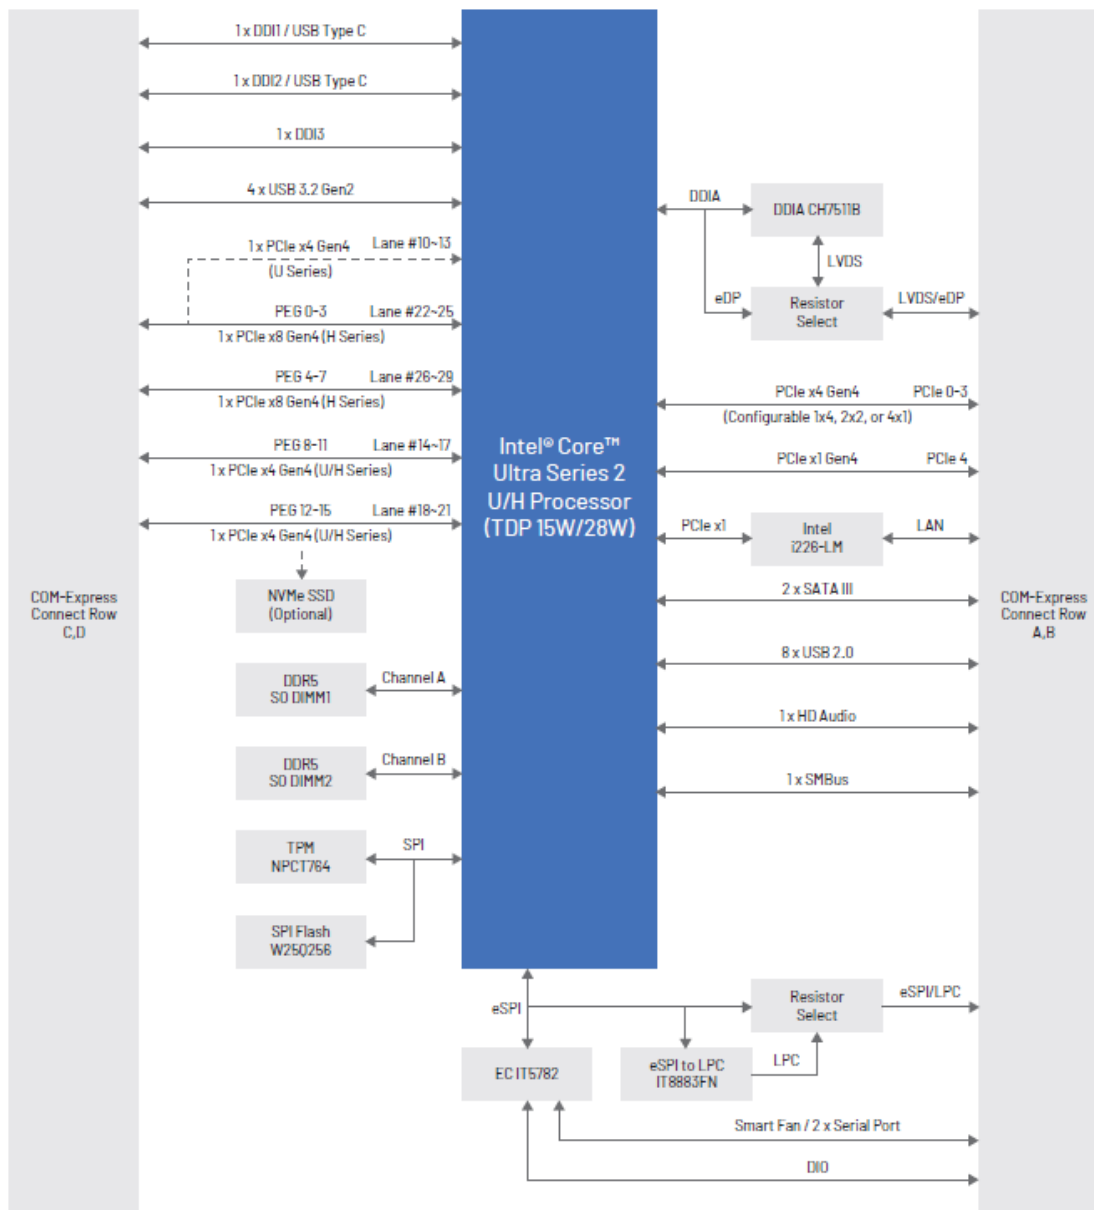 1 x DDI1 / USB Type C
1 x DDI2 / USB Type C
1 x DDI3
4 x USB 3.2 Gen2
1 x PCIe x4 Gen4
Lane #10~13
(U Series)
PEG 0-3
Lane #22~25
1 x PCIe x8 Gen4 (H Series)
PEG 4-7
Lane #26~29
1 x PCIe x8 Gen4 (H Series)
PEG 8-11
Lane #14~17
1 x PCIe x4 Gen4 (U/H Series)
PEG 12-15
Lane #18~21
1 x PCIe x4 Gen4 (U/H Series)
NVMe SSD
(Optional)
COM-Express
Connect Row
C,D
DDR5
SO DIMM1
Channel A
DDR5
SO DIMM2
Channel B
TPM
NPCT764
SPI
SPI Flash
W25Q256
Intel® Core™
Ultra Series 2
U/H Processor
(TDP 15W/28W)
DDIA
DDIA CH7511B
LVDS
eDP
Resistor
Select
LVDS/eDP
PCIe x4 Gen4
PCIe 0-3
(Configurable 1x4, 2x2, or 4x1)
PCIe x1 Gen4
PCIe 4
PCIe x1
Intel
i226-LM
LAN
2 x SATA III
8 x USB 2.0
1 x HD Audio
1 x SMBus
COM-Express
Connect Row
A,B
eSPI
Resistor
Select
eSPI/LPC
EC IT5782
eSPI to LPC
IT8883FN
LPC
Smart Fan / 2 x Serial Port
DIO